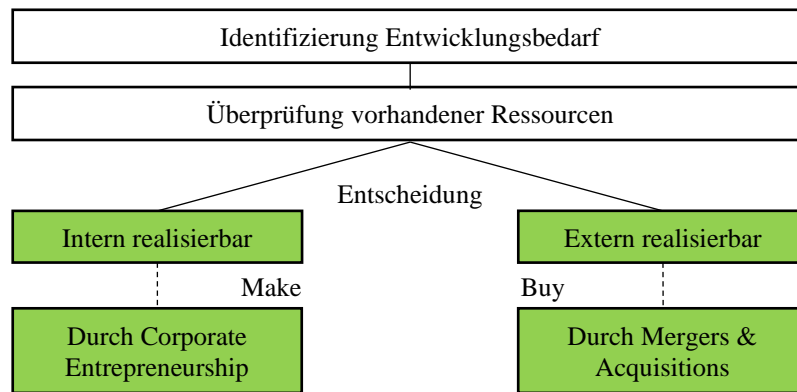 Identifizierung Entwicklungsbedarf
Überprüfung vorhandener Ressourcen
Entscheidung
Intern realisierbar
Extern realisierbar
Make
Buy
Durch Corporate
Entrepreneurship
Durch Mergers &
Acquisitions